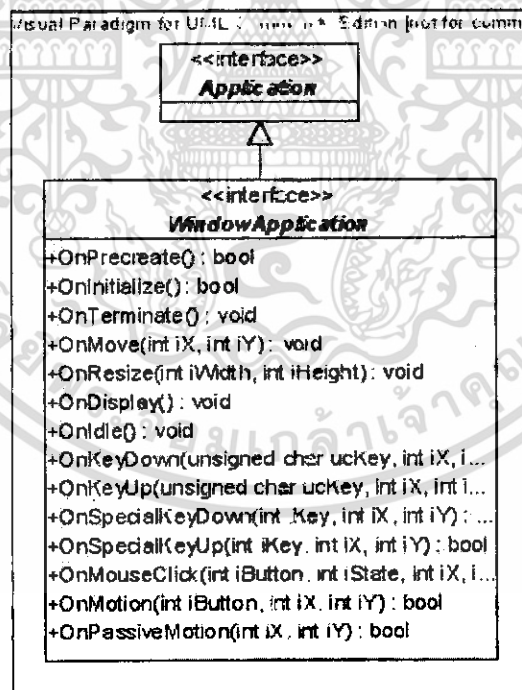 Visual Paradigm for UML Edition [not for comm
<<interface>>
Application
<<interface>>
WindowApplication
+OnPrecreate() : bool
+OnInitialize() : bool
+OnTerminate() : void
+OnMove(int iX, int iY) : void
+OnResize(int iWidth, int iHeight) : void
+OnDisplay() : void
+OnIdle() : void
+OnKeyDown(unsigned char ucKey, int iX, i...
+OnKeyUp(unsigned char ucKey, int iX, int i...
+OnSpecialKeyDown(int iKey, int iX, int iY) : ...
+OnSpecialKeyUp(int iKey, int iX, int iY) : bool
+OnMouseClick(int iButton, int iState, int iX, i...
+OnMotion(int iButton, int iX, int iY) : bool
+OnPassiveMotion(int iX, int iY) : bool